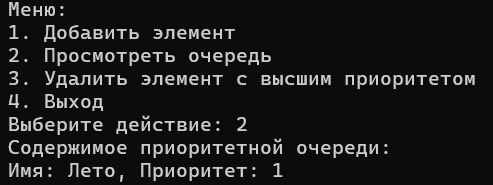 Меню:
1. Добавить элемент
2. Просмотреть очередь
3. Удалить элемент с высшим приоритетом
4. Выход
Выберите действие: 2
Содержимое приоритетной очереди:
Имя: Лето, Приоритет: 1